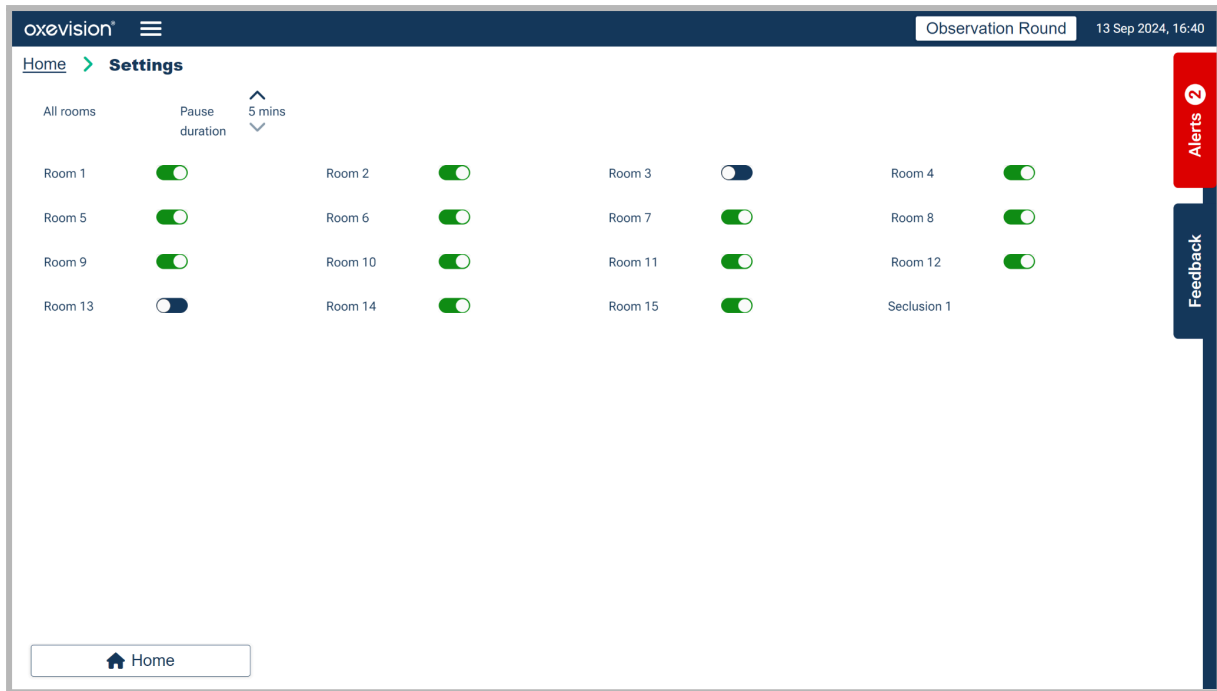 oxevision®
Observation Round
13 Sep 2024, 16:40
Home > Settings
All rooms
Pause
duration
5 mins
Room 1
Room 2
Room 3
Room 4
Room 5
Room 6
Room 7
Room 8
Room 9
Room 10
Room 11
Room 12
Room 13
Room 14
Room 15
Seclusion 1
Alerts 2
Feedback
Home